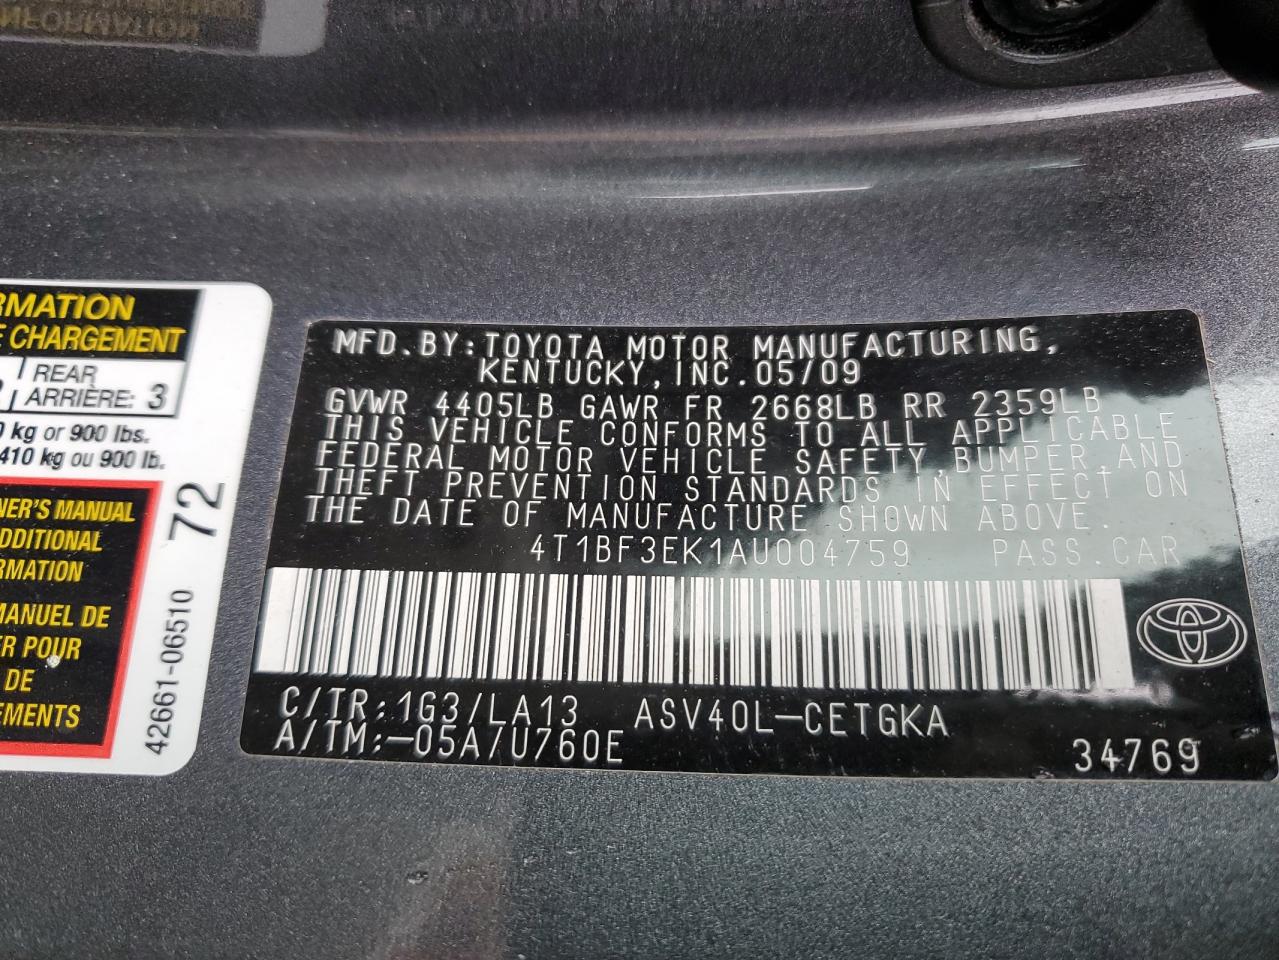 RMATION
E CHARGEMENT
REAR
ARRIÈRE: 3
kg or 900 lbs.
410 kg ou 900 lb.
NER'S MANUAL
DDITIONAL
RMATION
MANUEL DE
ER POUR
DE
EMENTS
42661-06510 72
MFD. BY: TOYOTA MOTOR MANUFACTURING,
KENTUCKY, INC. 05/09
GVWR 4405LB GAWR FR 2668LB RR 2359LB
THIS VEHICLE CONFORMS TO ALL APPLICABLE
FEDERAL MOTOR VEHICLE SAFETY, BUMPER, AND
THEFT PREVENTION STANDARDS IN EFFECT ON
THE DATE OF MANUFACTURE SHOWN ABOVE.
4T1BF3EK1AU004759 PASS. CAR
C/TR: 1G3/LA13 ASV40L-CETGKA
A/TM: -05A/U760E
34769